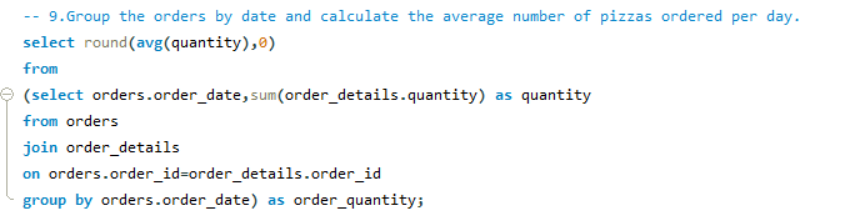 -- 9.Group the orders by date and calculate the average number of pizzas ordered per day.
select round(avg(quantity),0)
from
(select orders.order_date,sum(order_details.quantity) as quantity
from orders
join order_details
on orders.order_id=order_details.order_id
group by orders.order_date) as order_quantity;